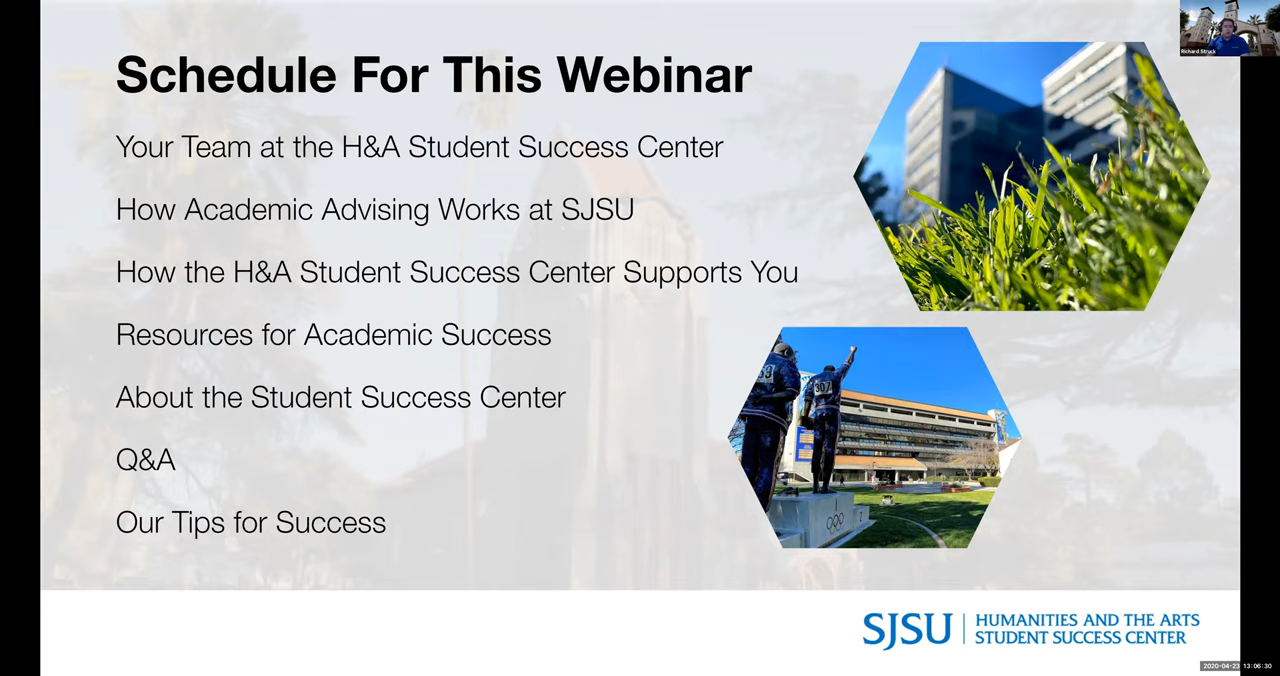 Schedule For This Webinar
Your Team at the H&A Student Success Center
How Academic Advising Works at SJSU
How the H&A Student Success Center Supports You
Resources for Academic Success
About the Student Success Center
Q&A
Our Tips for Success
Richard Struck
307
SJSU
HUMANITIES AND THE ARTS
STUDENT SUCCESS CENTER
2020-04-23 13:06:30